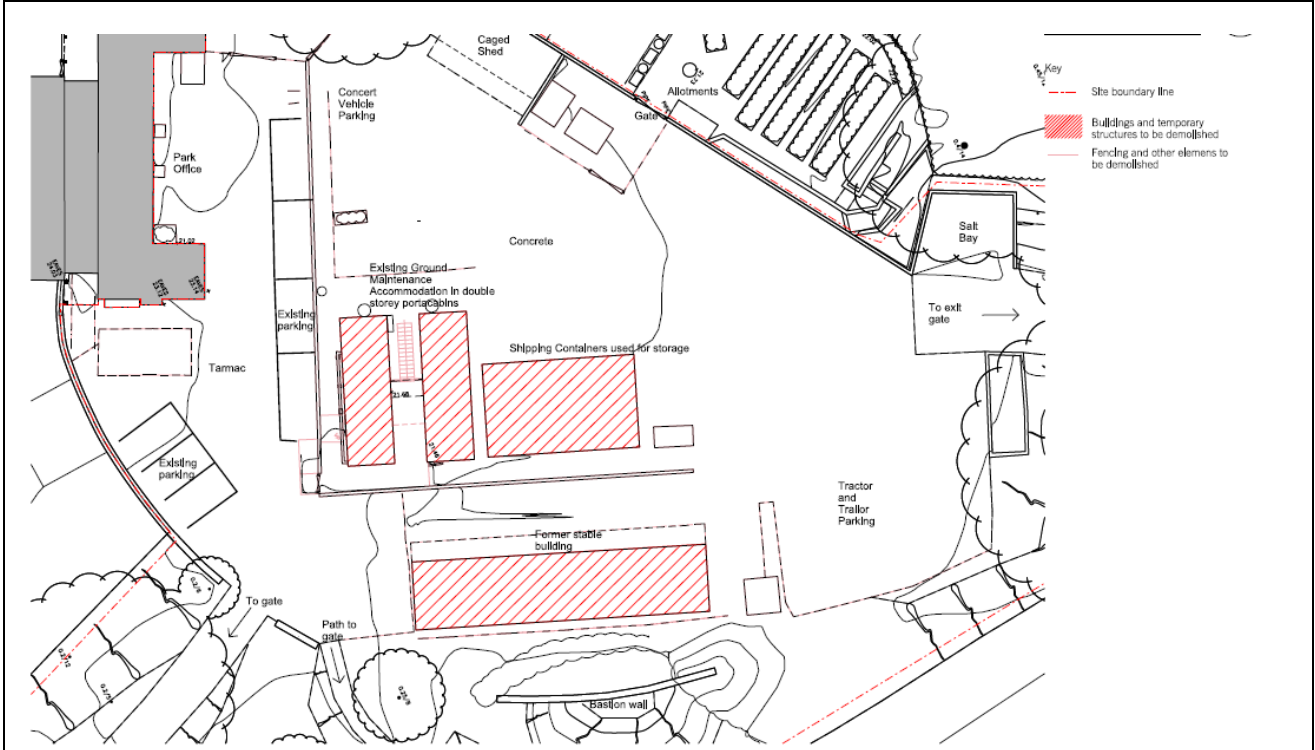 Caged
Shed
Key
Concert
Vehicle
Parking
Allotments
Site boundary line
Gate
Buildings and temporary
structures to be demolished
Fencing and other elemens to
be demolished
Park
Office
21.02
Salt
Bay
Concrete
Existing Ground
Maintenance
Accommodation in double
storey portacabins
To exit
gate
Existing
parking
Shipping Containers used for storage
Tarmac
Existing
parking
Tractor
and
Trailor
Parking
Former stable
building
To gate
Path to
gate
Bastion wall